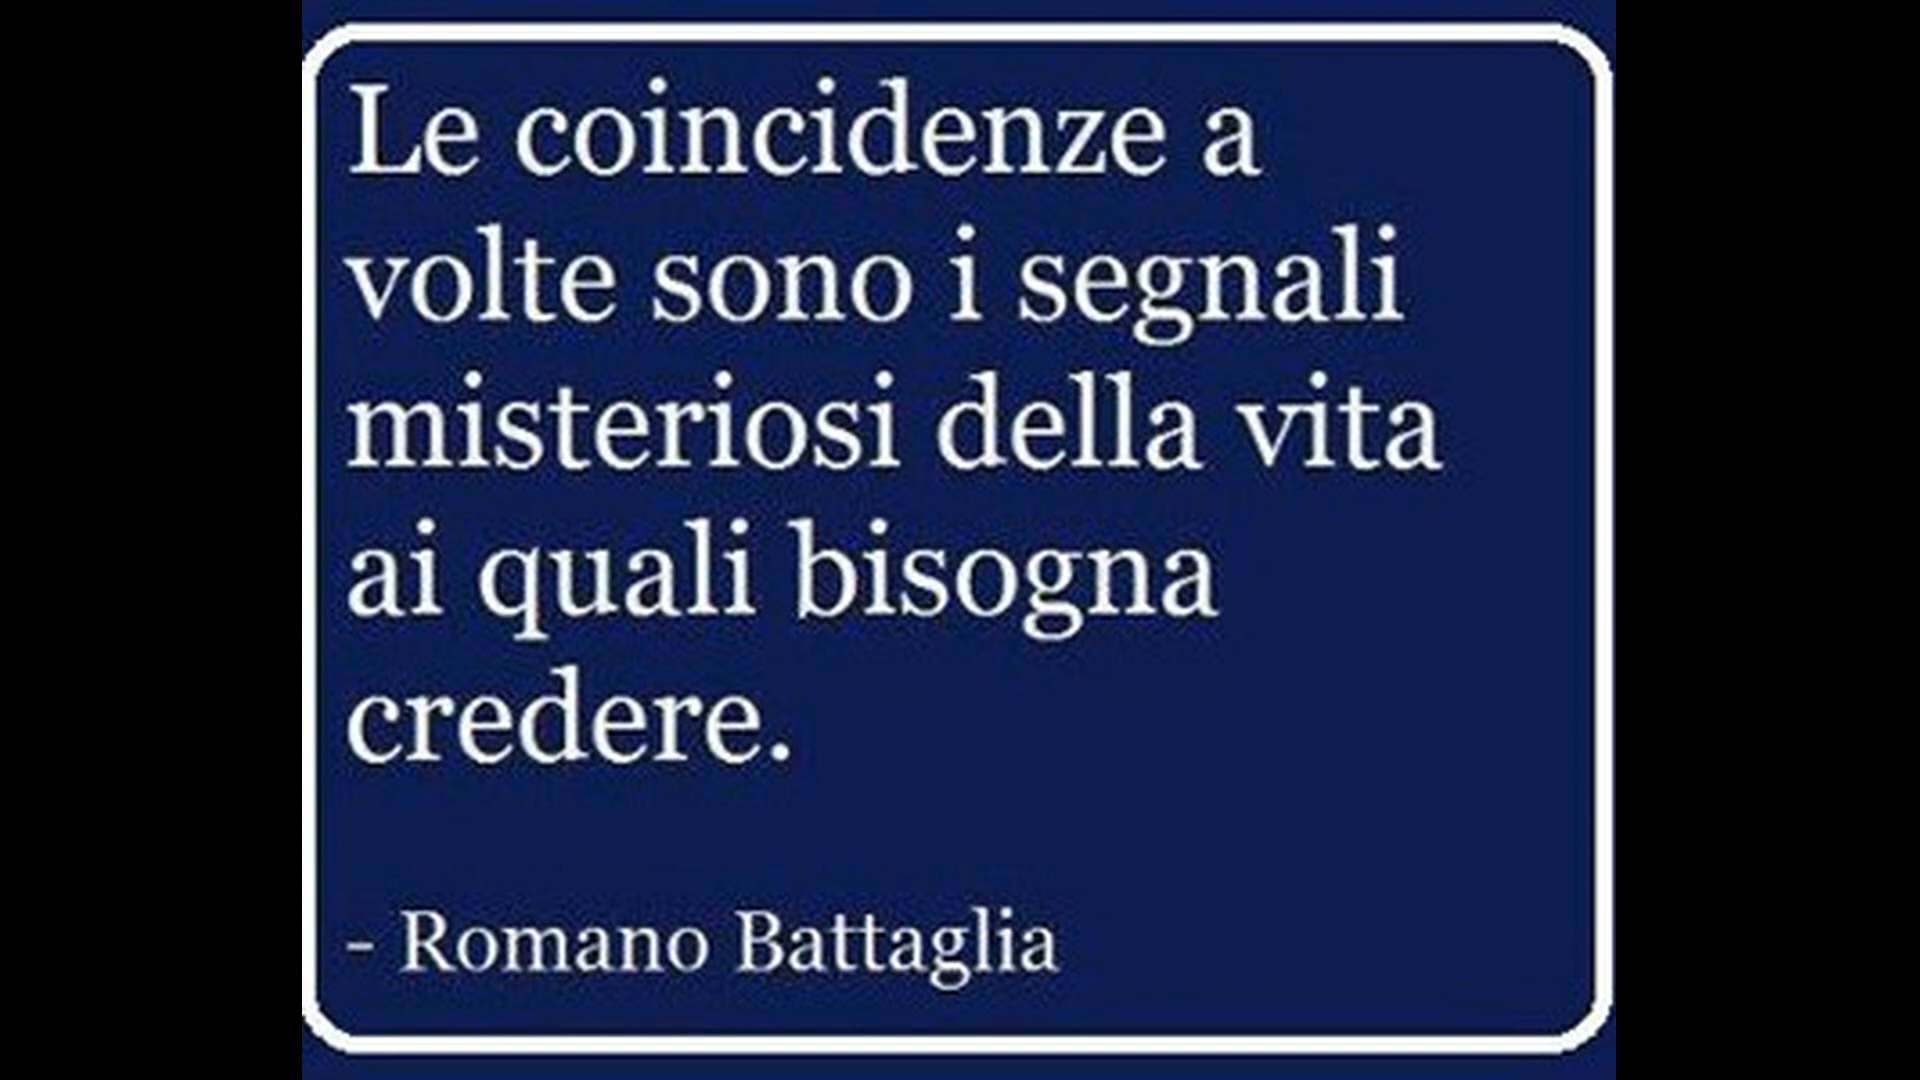 Le coincidenze a
volte sono i segnali
misteriosi della vita
ai quali bisogna
credere.
- Romano Battaglia